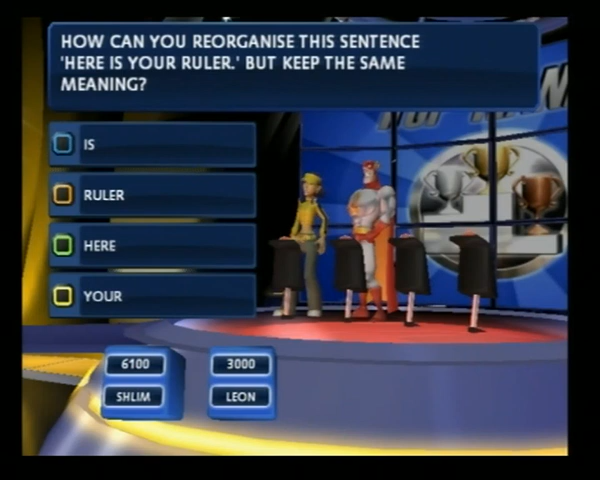 HOW CAN YOU REORGANISE THIS SENTENCE
'HERE IS YOUR RULER.' BUT KEEP THE SAME
MEANING?
IS
RULER
HERE
YOUR
6100
3000
SHLIM
LEON